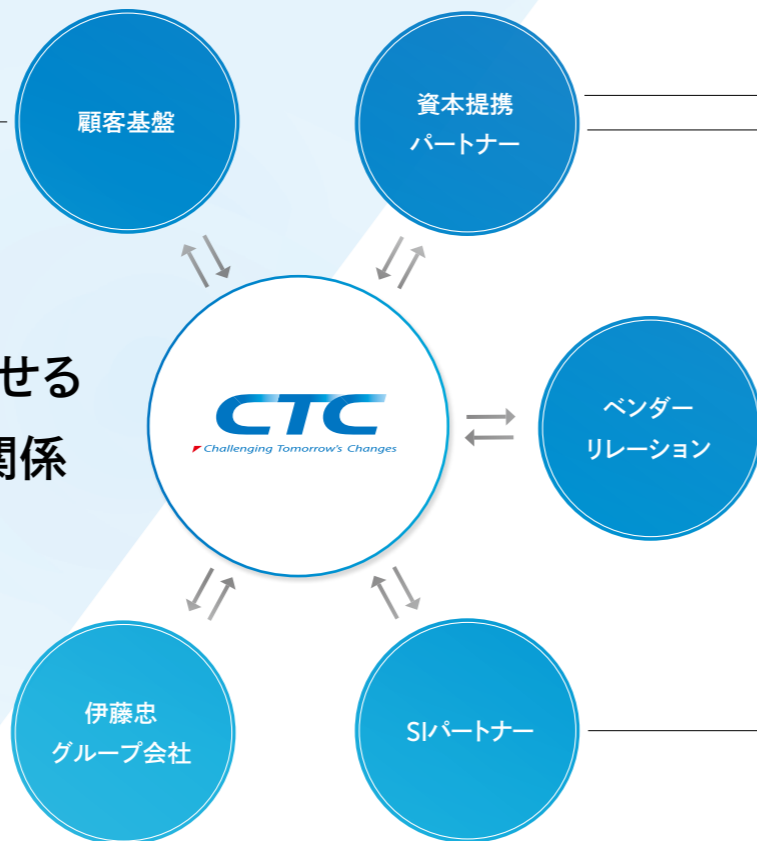 顧客基盤
資本提携
パートナー
せる
関係
CTC
Challenging Tomorrow's Changes
ベンダー
リレーション
伊藤忠
グループ会社
SIパートナー